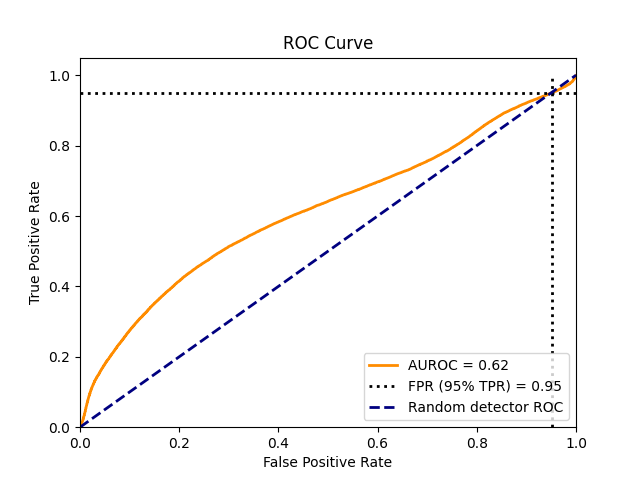 ROC Curve
True Positive Rate
1.0
0.8
0.6
0.4
0.2
0.0
0.0 0.2 0.4 0.6 0.8 1.0
False Positive Rate
AUROC = 0.62
FPR (95% TPR) = 0.95
Random detector ROC